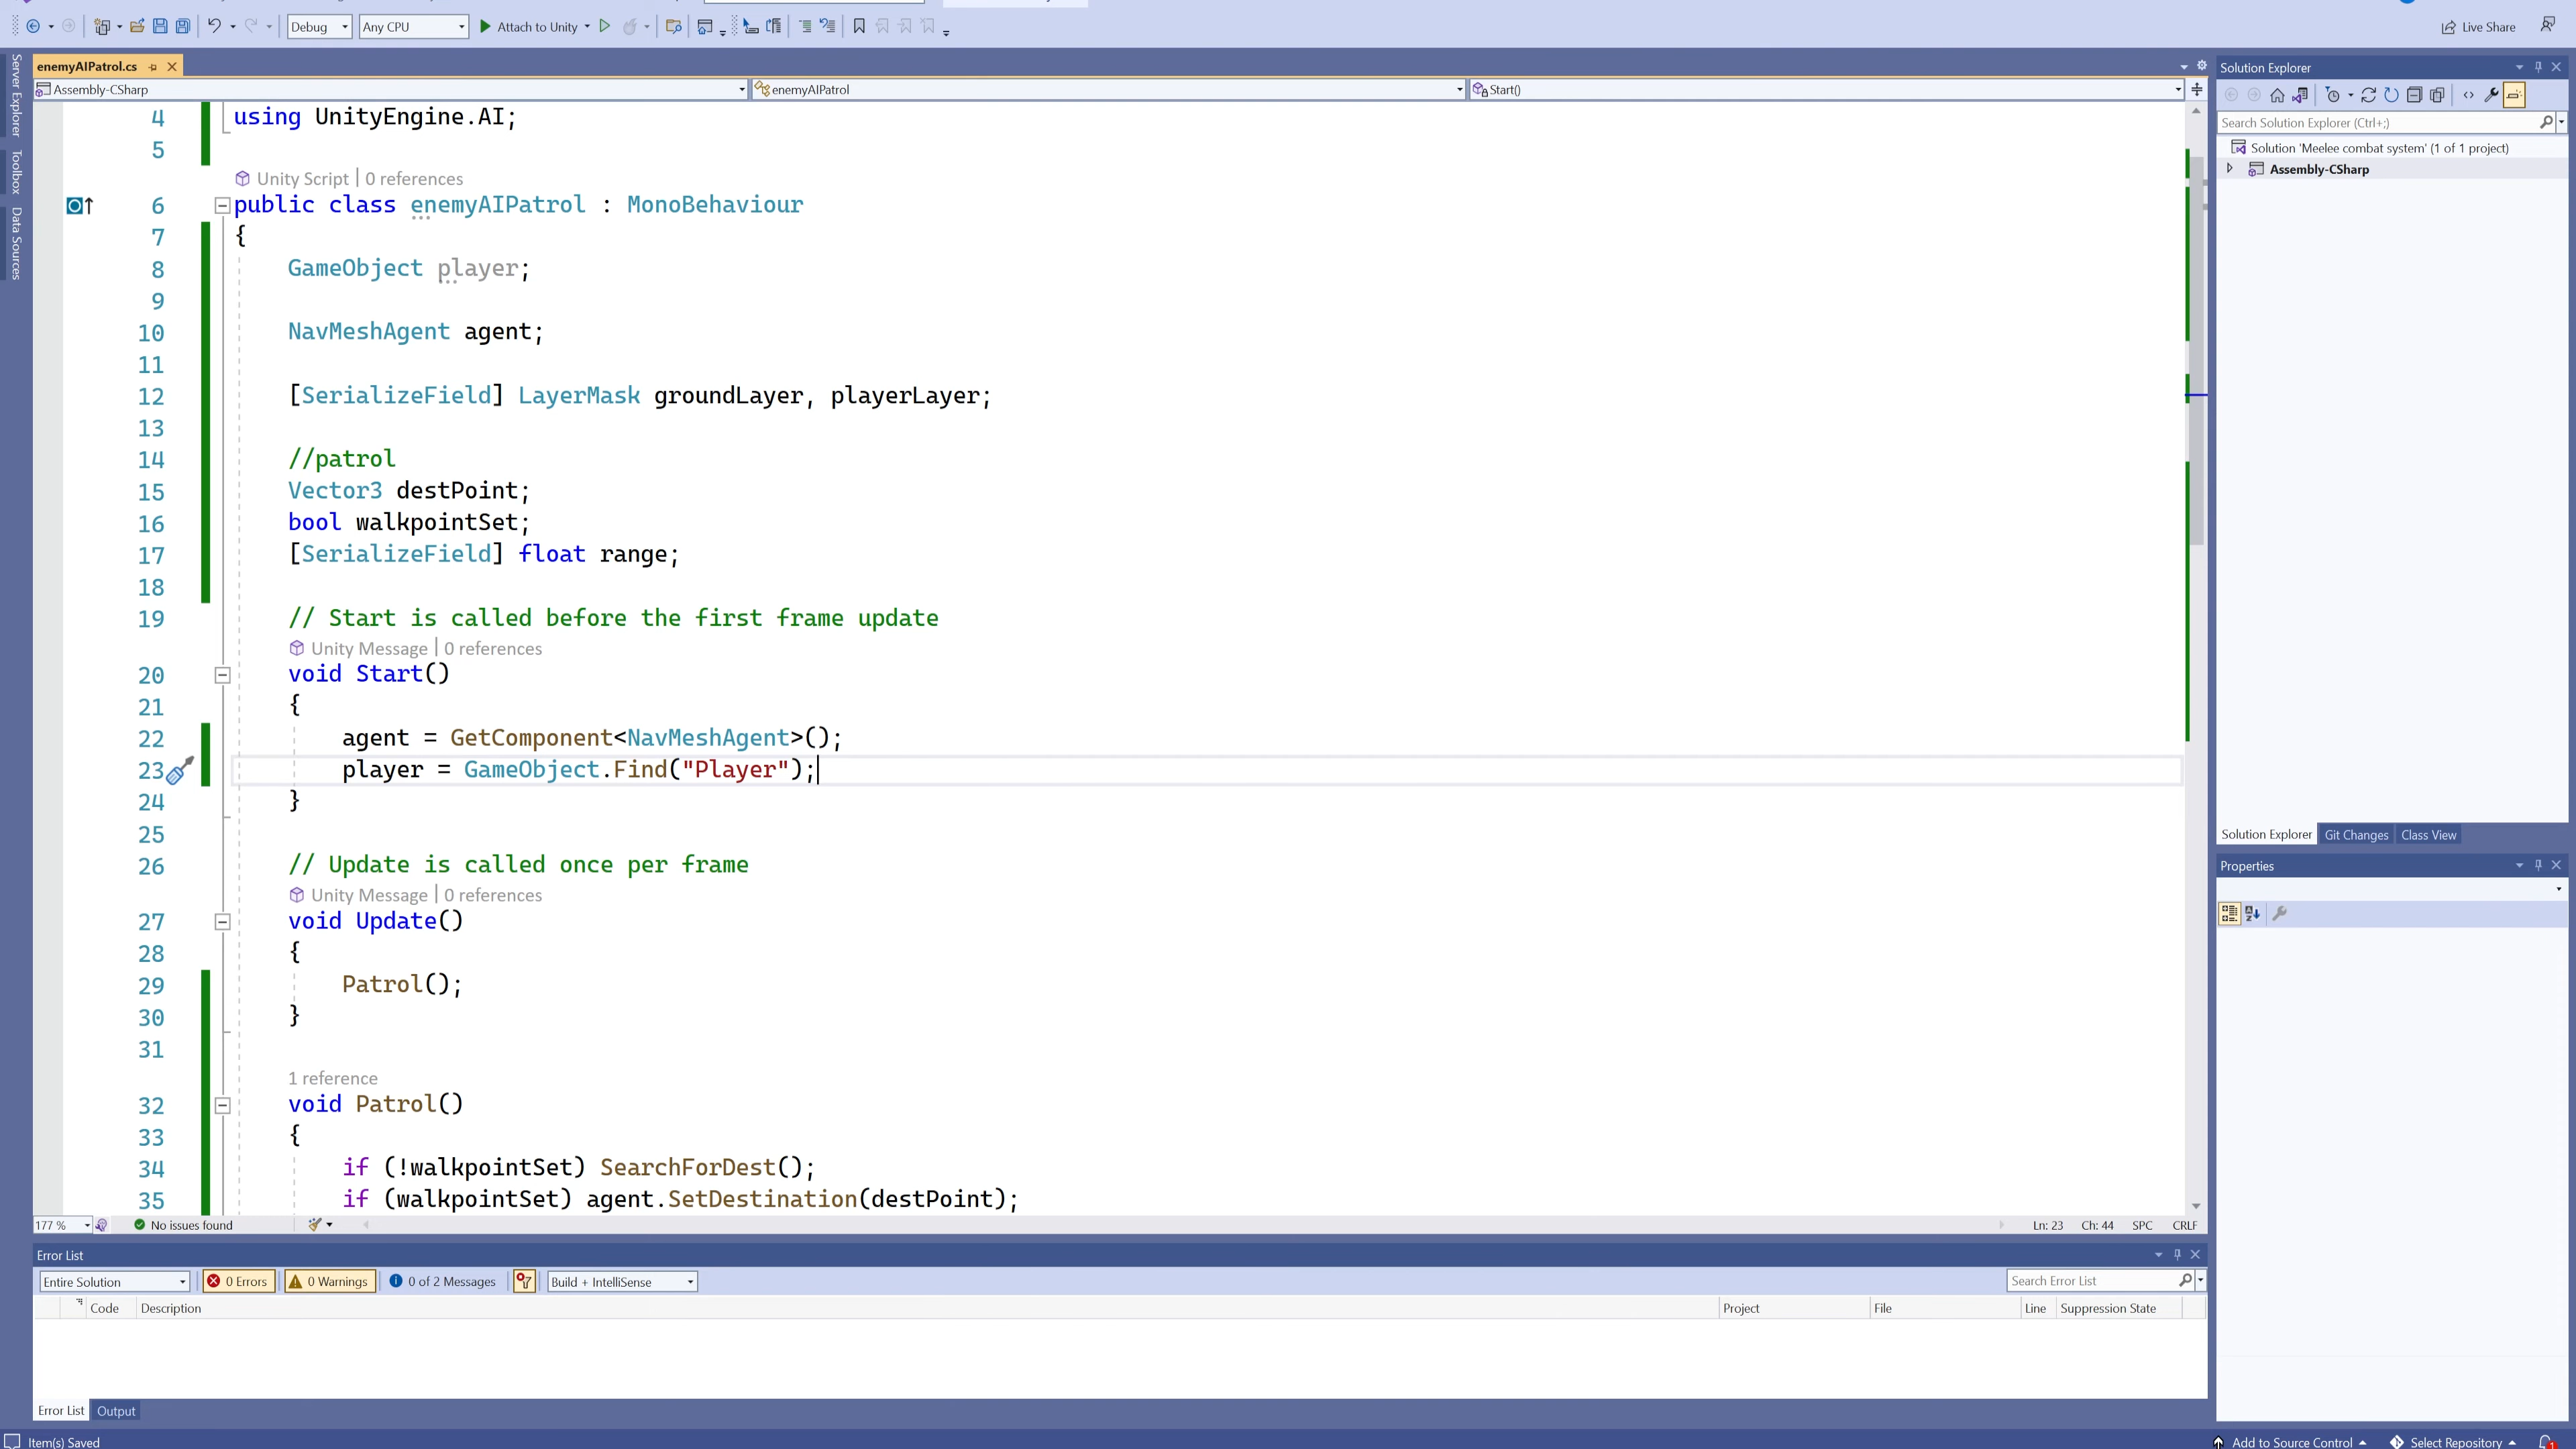 Debug
Any CPU
Attach to Unity
Live Share
Server Explorer
Toolbox
Data Sources
enemyAIPatrol.cs
Assembly-CSharp
enemyAIPatrol
Start()
4 using UnityEngine.AI;
5
Unity Script | 0 references
6 public class enemyAIPatrol : MonoBehaviour
7 {
8 GameObject player;
9
10 NavMeshAgent agent;
11
12 [SerializeField] LayerMask groundLayer, playerLayer;
13
14 //patrol
15 Vector3 destPoint;
16 bool walkpointSet;
17 [SerializeField] float range;
18
19 // Start is called before the first frame update
Unity Message | 0 references
20 void Start()
21 {
22 agent = GetComponent<NavMeshAgent>();
23 player = GameObject.Find("Player");
24 }
25
26 // Update is called once per frame
Unity Message | 0 references
27 void Update()
28 {
29 Patrol();
30 }
31
1 reference
32 void Patrol()
33 {
34 if (!walkpointSet) SearchForDest();
35 if (walkpointSet) agent.SetDestination(destPoint);
177 %
No issues found
Ln: 23 Ch: 44 SPC CRLF
Error List
Entire Solution
0 Errors
0 Warnings
0 of 2 Messages
Build + IntelliSense
Search Error List
Code Description Project File Line Suppression State
Error List Output
Item(s) Saved
Solution Explorer
Search Solution Explorer (Ctrl+;)
Solution 'Meelee combat system' (1 of 1 project)
Assembly-CSharp
Solution Explorer Git Changes Class View
Properties
Add to Source Control
Select Repository